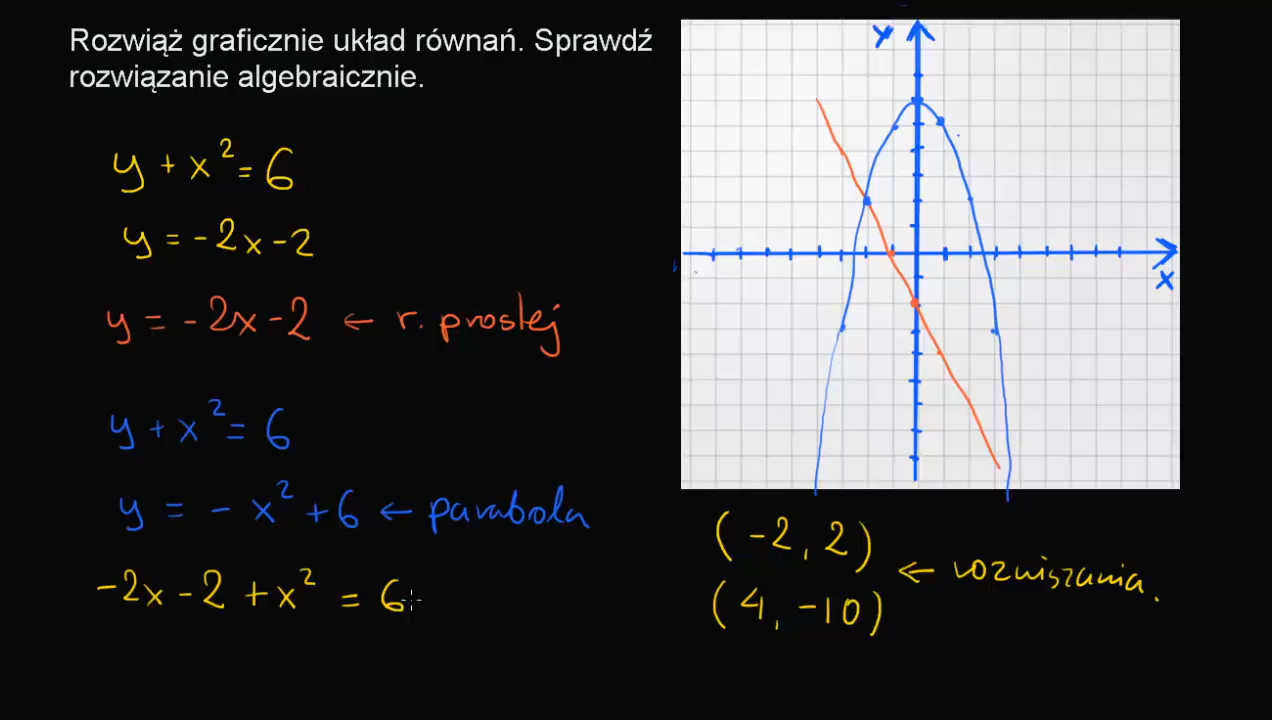 Rozwiąż graficznie układ równań. Sprawdź
rozwiązanie algebraicznie.
y + x² = 6
y = -2x - 2
y = -2x - 2 ← r. prostej
y + x² = 6
y = - x² + 6 ← parabola
-2x - 2 + x² = 6
y
x
(-2, 2)
(4, -10)
← rozwiązania.